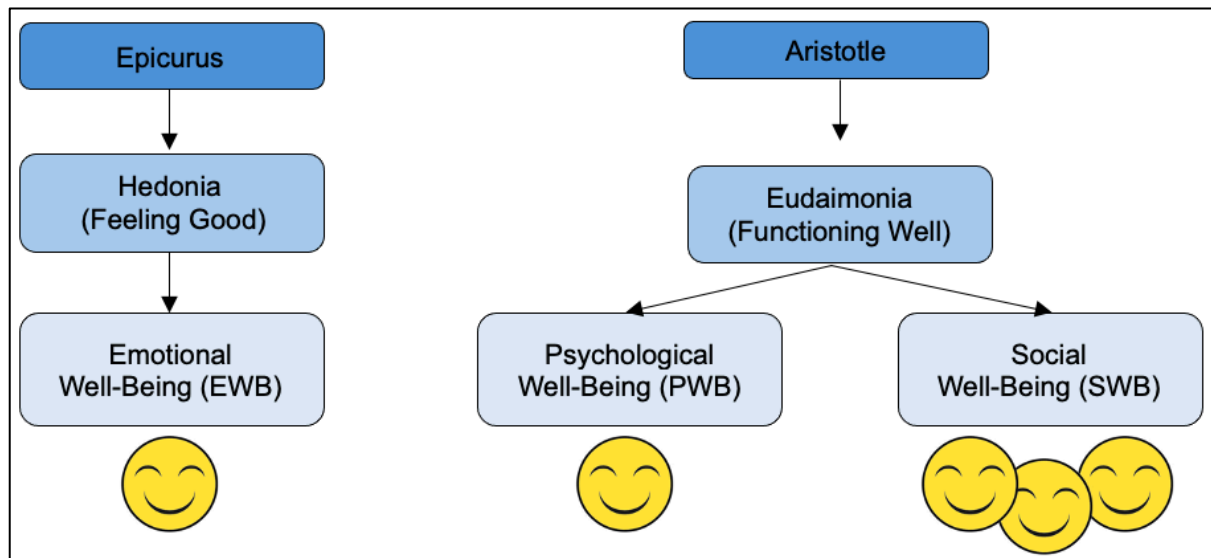 Epicurus
Aristotle
Hedonia
(Feeling Good)
Eudaimonia
(Functioning Well)
Emotional
Well-Being (EWB)
Psychological
Well-Being (PWB)
Social
Well-Being (SWB)